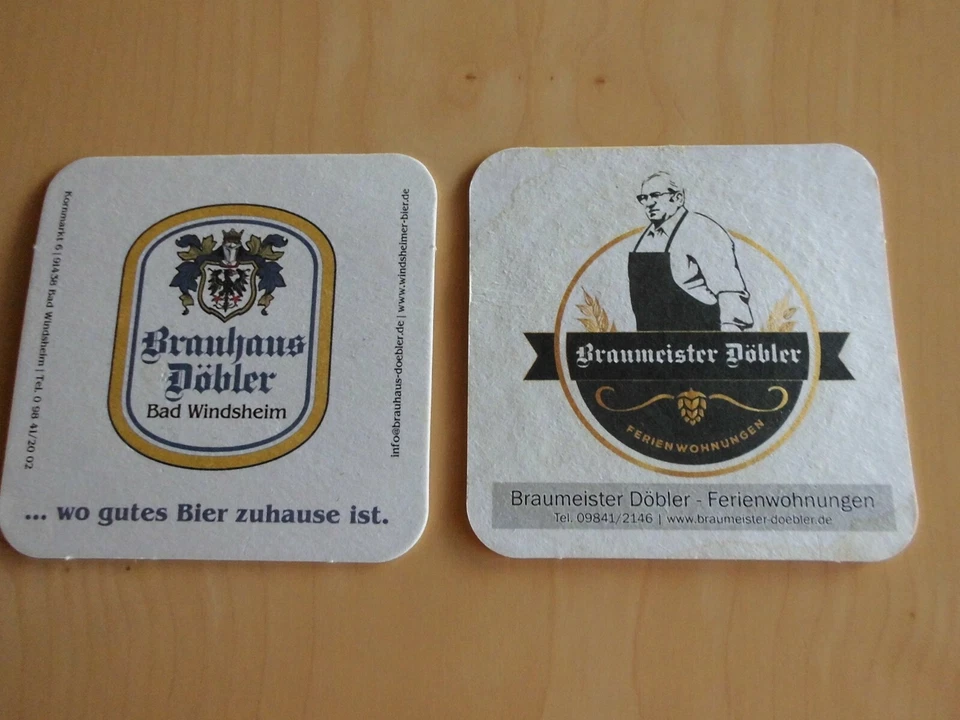 Kornmarkt 6 | 91438 Bad Windsheim | Tel. 0 98 41/20 02
Brauhaus
Döbler
Bad Windsheim
info@brauhaus-doebler.de | www.windsheimer-bier.de
... wo gutes Bier zuhause ist.
Braumeister Döbler
FERIENWOHNUNGEN
Braumeister Döbler - Ferienwohnungen
Tel. 09841/2146 | www.braumeister-doebler.de